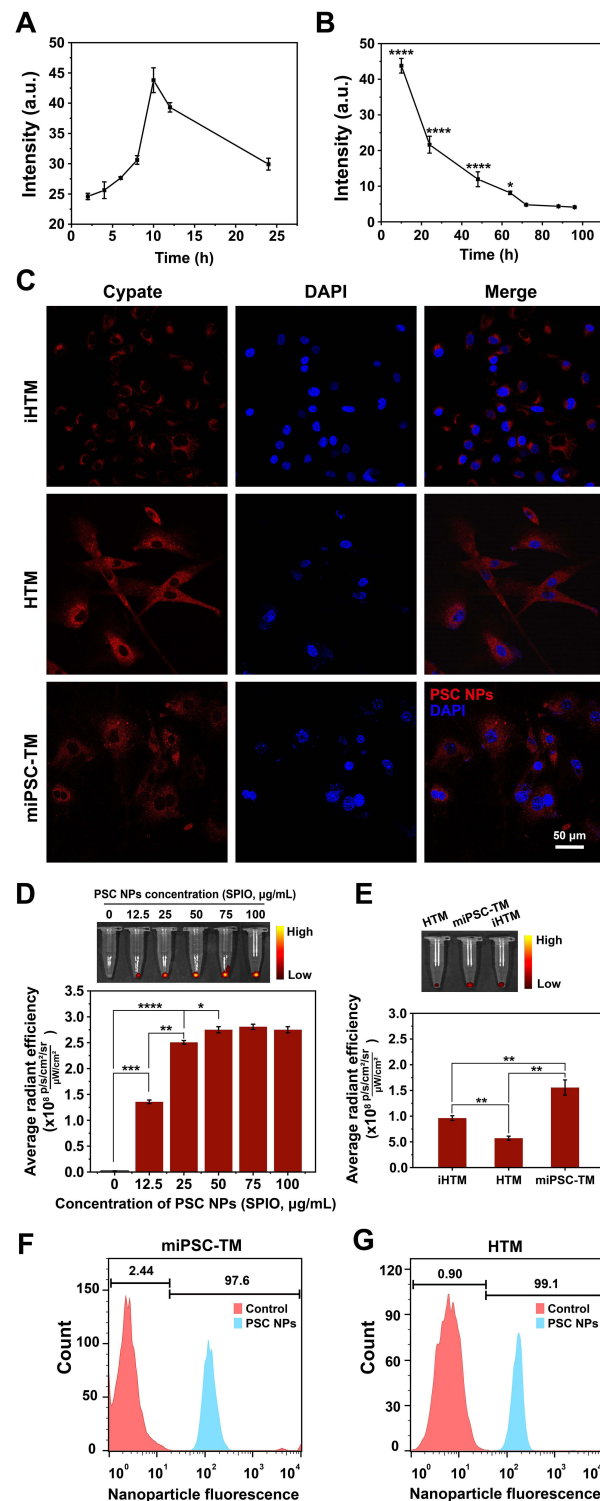 A
Intensity (a.u.)
50
45
40
35
30
25
20
0 5 10 15 20 25
Time (h)
B
Intensity (a.u.)
50
40
30
20
10
0
****
****
****
*
0 20 40 60 80 100
Time (h)
C
Cypate DAPI Merge
iHTM
HTM
miPSC-TM
PSC NPs
DAPI
50 μm
D
PSC NPs concentration (SPIO, μg/mL)
0 12.5 25 50 75 100
High
Low
Average radiant efficiency
(x10⁸ p/s/cm²/sr / μW/cm²)
3.0
2.5
2.0
1.5
1.0
0.5
0.0
**** *
**
***
0 12.5 25 50 75 100
Concentration of PSC NPs (SPIO, μg/mL)
E
HTM miPSC-TM iHTM
High
Low
Average radiant efficiency
(x10⁸ p/s/cm²/sr / μW/cm²)
3.0
2.5
2.0
1.5
1.0
5.0
0.0
**
**
**
iHTM HTM miPSC-TM
F
miPSC-TM
2.44
97.6
Control
PSC NPs
Count
150
100
50
0
10⁰ 10¹ 10² 10³ 10⁴
Nanoparticle fluorescence
G
HTM
0.90
99.1
Control
PSC NPs
Count
120
90
60
30
0
10⁰ 10¹ 10² 10³ 10⁴
Nanoparticle fluorescence